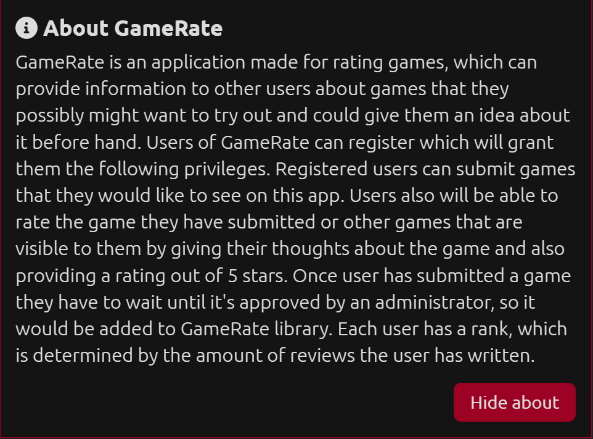 About GameRate
GameRate is an application made for rating games, which can
provide information to other users about games that they
possibly might want to try out and could give them an idea about
it before hand. Users of GameRate can register which will grant
them the following privileges. Registered users can submit games
that they would like to see on this app. Users also will be able to
rate the game they have submitted or other games that are
visible to them by giving their thoughts about the game and also
providing a rating out of 5 stars. Once user has submitted a game
they have to wait until it's approved by an administrator, so it
would be added to GameRate library. Each user has a rank, which
is determined by the amount of reviews the user has written.
Hide about